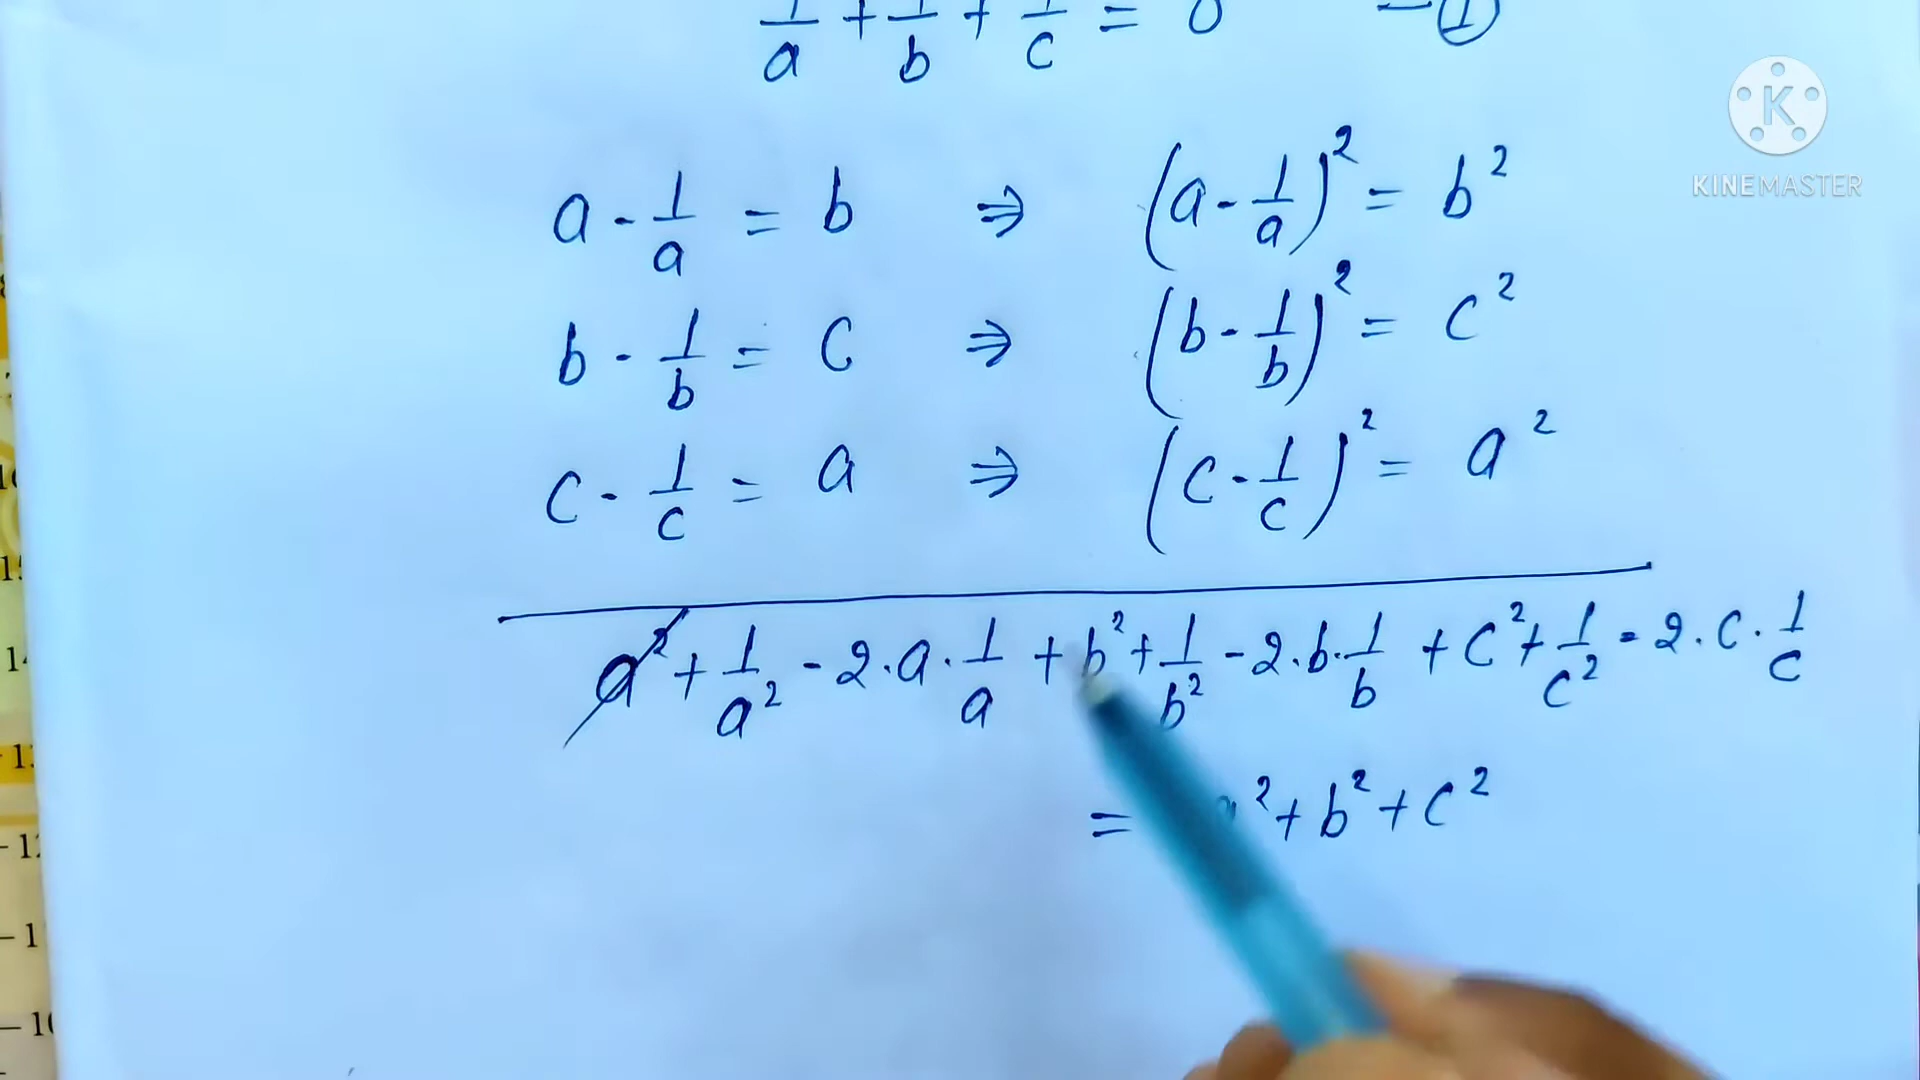 1/a + 1/b + 1/c = 0 — ①
KINEMASTER
a - 1/a = b ⇒ (a - 1/a)² = b²
b - 1/b = c ⇒ (b - 1/b)² = c²
c - 1/c = a ⇒ (c - 1/c)² = a²
a² + 1/a² - 2·a·1/a + b² + 1/b² - 2·b·1/b + c² + 1/c² - 2·c·1/c
= a² + b² + c²